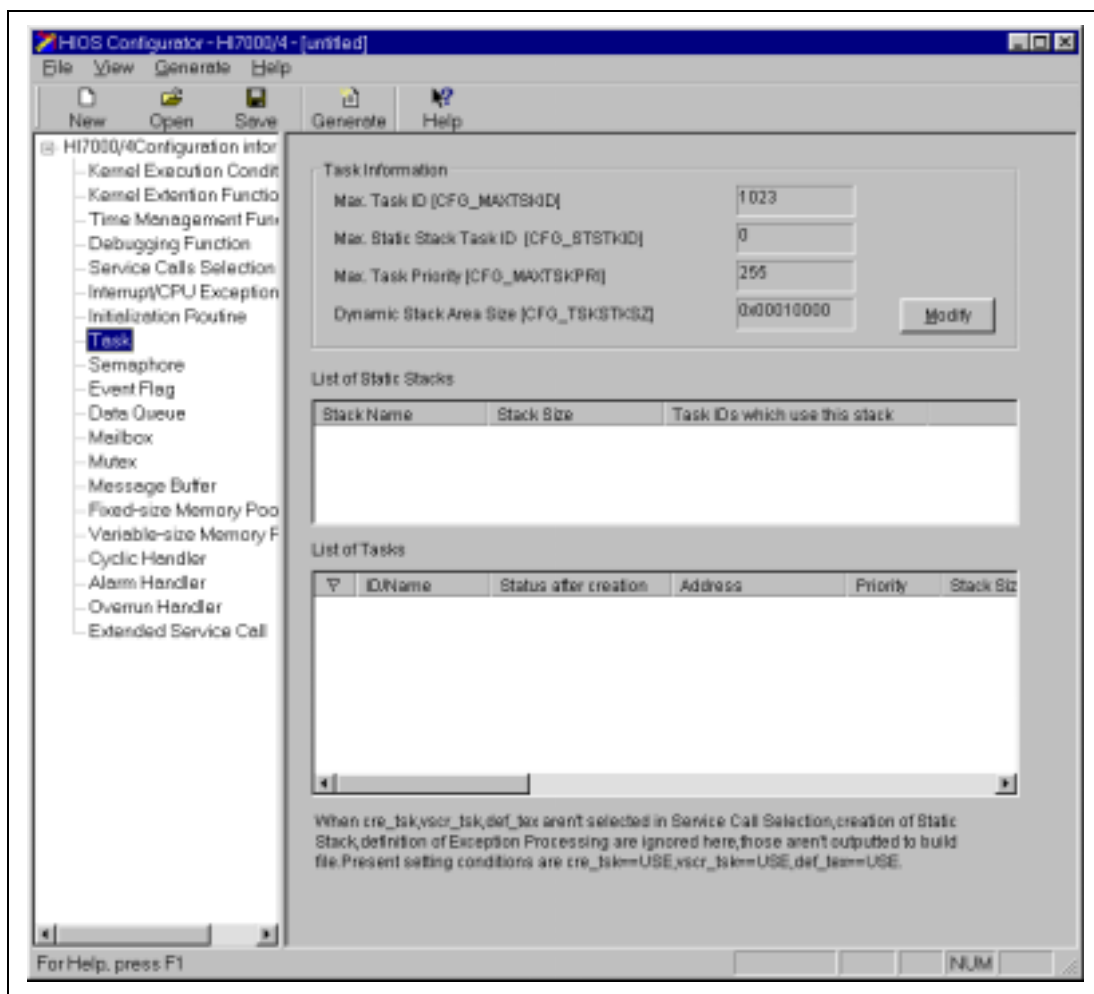 HIOS Configurator - HI7000/4 - [untitled]
File View Generate Help
New Open Save Generate Help
HI7000/4Configuration infor
Kernel Execution Condit
Kernel Extention Functio
Time Management Fun
Debugging Function
Service Calls Selection
Interrupt/CPU Exception
Initialization Routine
Task
Semaphore
Event Flag
Data Queue
Mailbox
Mutex
Message Buffer
Fixed-size Memory Poo
Variable-size Memory F
Cyclic Handler
Alarm Handler
Overrun Handler
Extended Service Call
Task Information
Max. Task ID [CFG_MAXTSKID] 1023
Max. Static Stack Task ID [CFG_STSTKID] 0
Max. Task Priority [CFG_MAXTSKPRI] 255
Dynamic Stack Area Size [CFG_TSKSTKSZ] 0x00010000 Modify
List of Static Stacks
Stack Name Stack Size Task IDs which use this stack
List of Tasks
ID/Name Status after creation Address Priority Stack Siz
When cre_tsk,vscr_tsk,def_tex aren't selected in Service Call Selection,creation of Static
Stack,definition of Exception Processing are ignored here,those aren't outputted to build
file.Present setting conditions are cre_tsk==USE,vscr_tsk==USE,def_tex==USE.
For Help, press F1 NUM